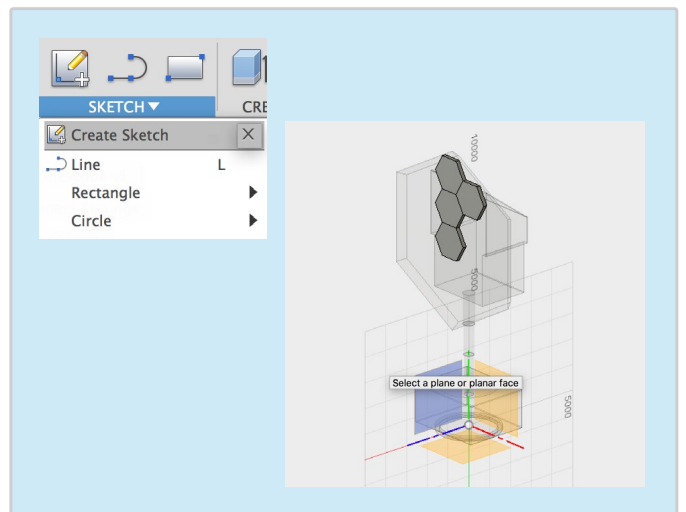 SKETCH▼
CRE
Create Sketch
Line L
Rectangle
Circle
10000
5000
Select a plane or planar face
5000